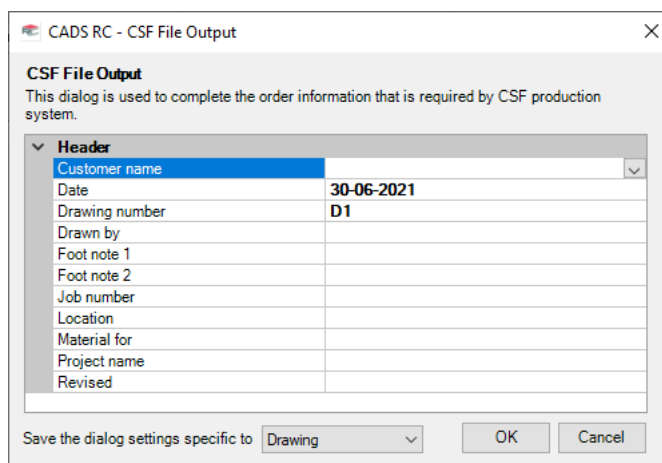 CADS RC - CSF File Output
CSF File Output
This dialog is used to complete the order information that is required by CSF production
system.
Header
Customer name
Date 30-06-2021
Drawing number D1
Drawn by
Foot note 1
Foot note 2
Job number
Location
Material for
Project name
Revised
Save the dialog settings specific to Drawing OK Cancel